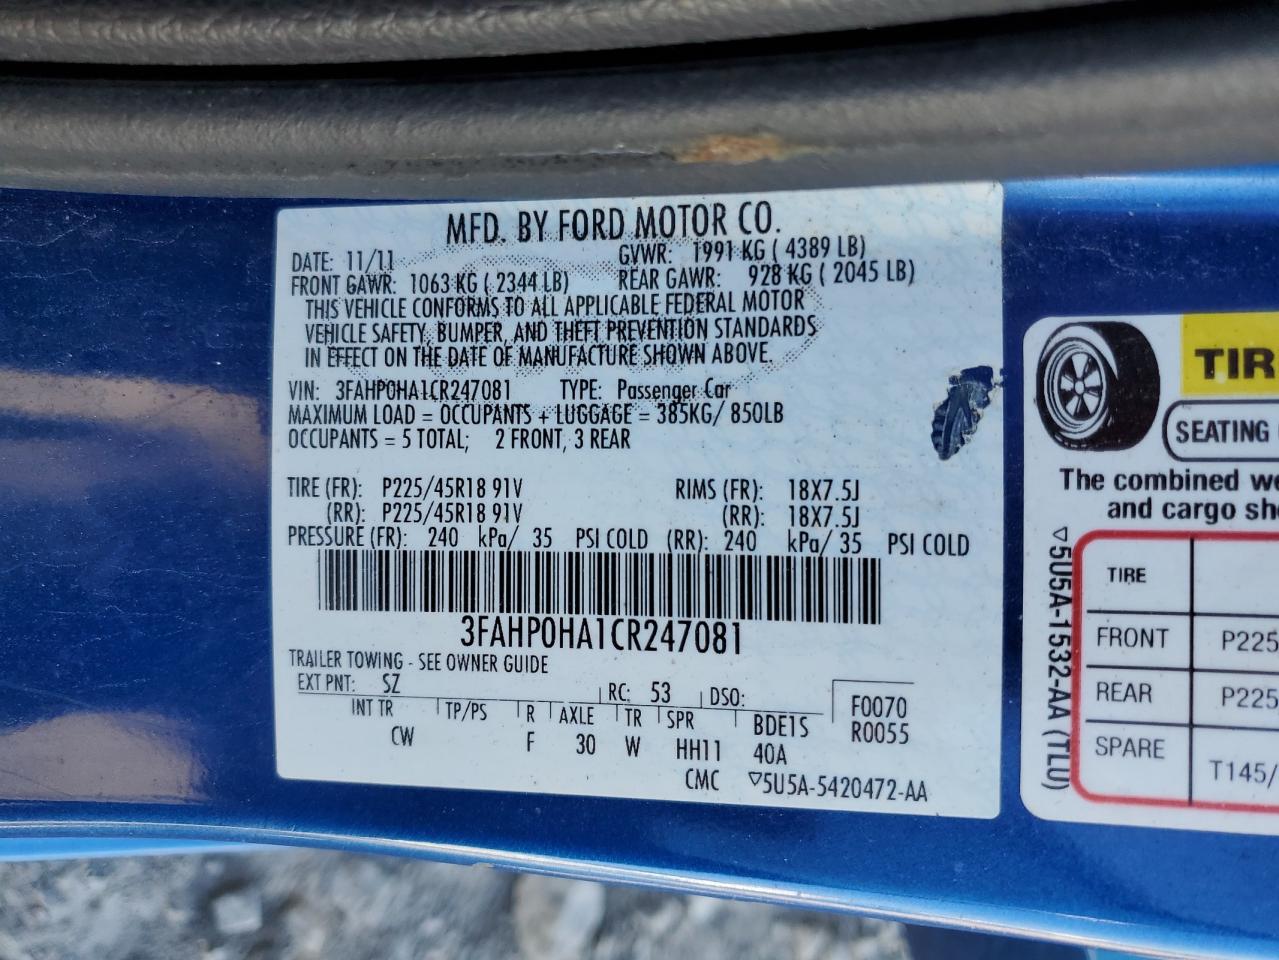 MFD. BY FORD MOTOR CO.
DATE: 11/11 GVWR: 1991 KG ( 4389 LB)
FRONT GAWR: 1063 KG ( 2344 LB) REAR GAWR: 928 KG ( 2045 LB)
THIS VEHICLE CONFORMS TO ALL APPLICABLE FEDERAL MOTOR
VEHICLE SAFETY, BUMPER, AND THEFT PREVENTION STANDARDS
IN EFFECT ON THE DATE OF MANUFACTURE SHOWN ABOVE.
VIN: 3FAHP0HA1CR247081 TYPE: Passenger Car
MAXIMUM LOAD = OCCUPANTS + LUGGAGE = 385KG/ 850LB
OCCUPANTS = 5 TOTAL; 2 FRONT, 3 REAR
TIRE (FR): P225/45R18 91V RIMS (FR): 18X7.5J
(RR): P225/45R18 91V (RR): 18X7.5J
PRESSURE (FR): 240 kPa/ 35 PSI COLD (RR): 240 kPa/ 35 PSI COLD
3FAHP0HA1CR247081
TRAILER TOWING - SEE OWNER GUIDE
EXT PNT: SZ RC: 53 DSO: F0070
INT TR TP/PS R AXLE TR SPR BDE1S R0055
CW F 30 W HH11 40A
CMC ▽5U5A-5420472-AA
TIR
SEATING
The combined we
and cargo sh
▽5U5A-1532-AA (TLU)
TIRE
FRONT P225
REAR P225
SPARE T145/